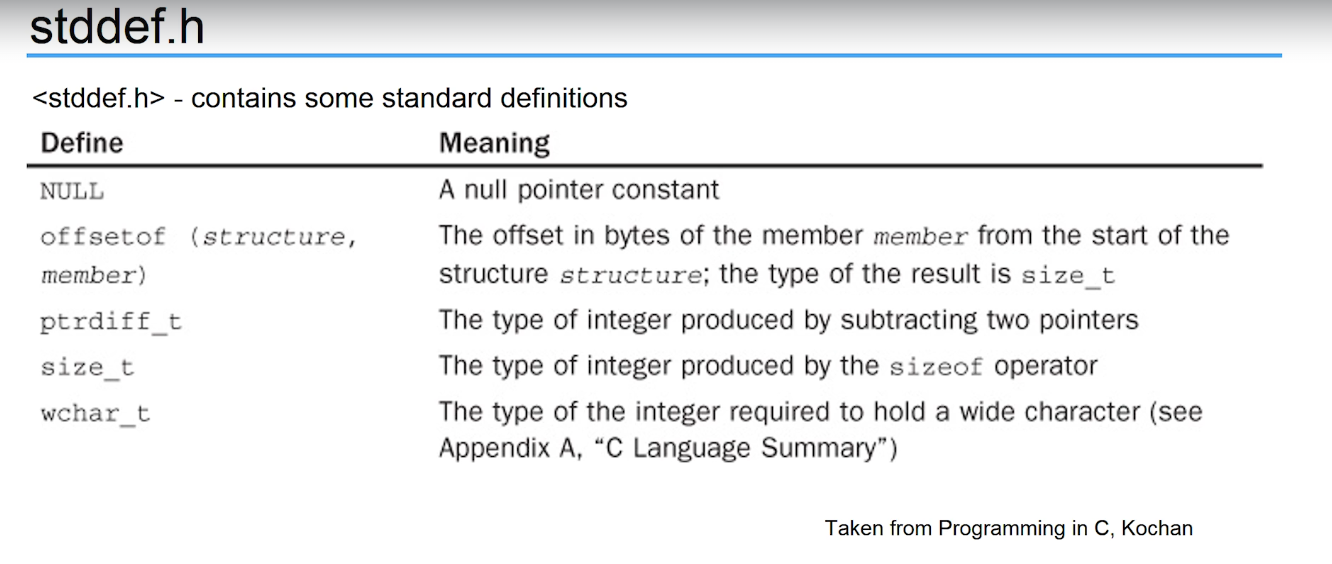 stddef.h
<stddef.h> - contains some standard definitions
Define Meaning
NULL A null pointer constant
offsetof (structure, The offset in bytes of the member member from the start of the
member) structure structure; the type of the result is size_t
ptrdiff_t The type of integer produced by subtracting two pointers
size_t The type of integer produced by the sizeof operator
wchar_t The type of the integer required to hold a wide character (see
Appendix A, “C Language Summary”)
Taken from Programming in C, Kochan